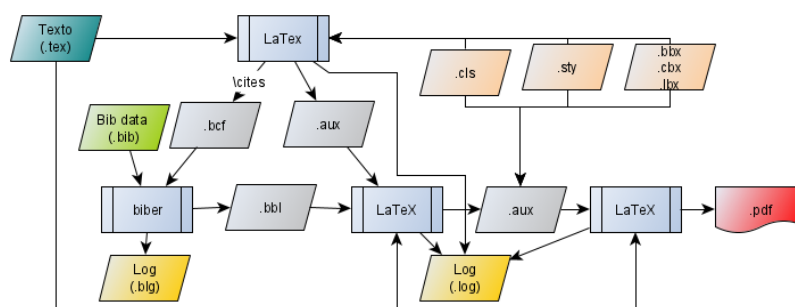 Texto
(.tex)
LaTex
.cls
.sty
.bbx
.cbx
.lbx
\cites
Bib data
(.bib)
.bcf
.aux
biber
.bbl
LaTeX
.aux
LaTeX
.pdf
Log
(.blg)
Log
(.log)